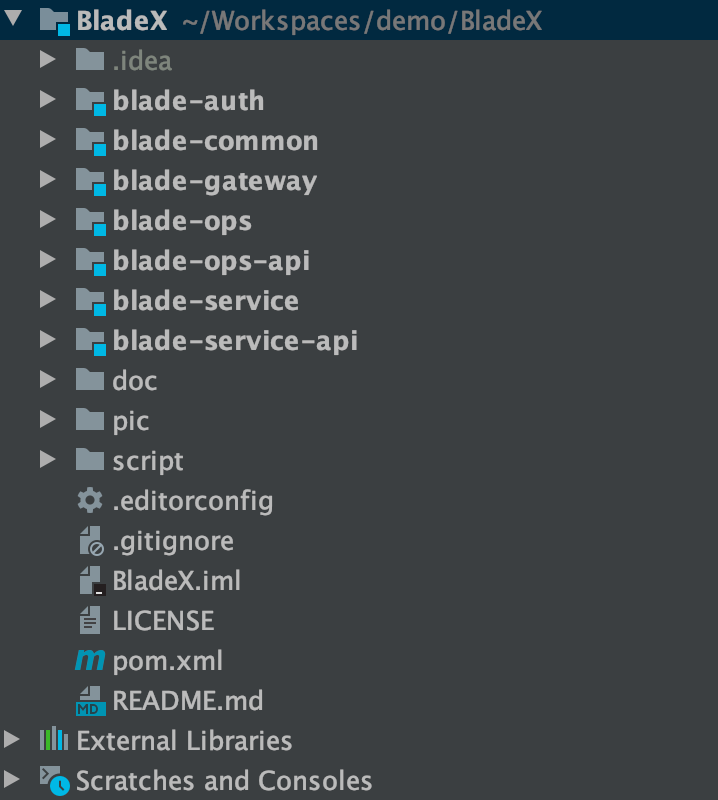 BladeX ~/Workspaces/demo/BladeX
.idea
blade-auth
blade-common
blade-gateway
blade-ops
blade-ops-api
blade-service
blade-service-api
doc
pic
script
.editorconfig
.gitignore
BladeX.iml
LICENSE
m pom.xml
MD README.md
External Libraries
Scratches and Consoles